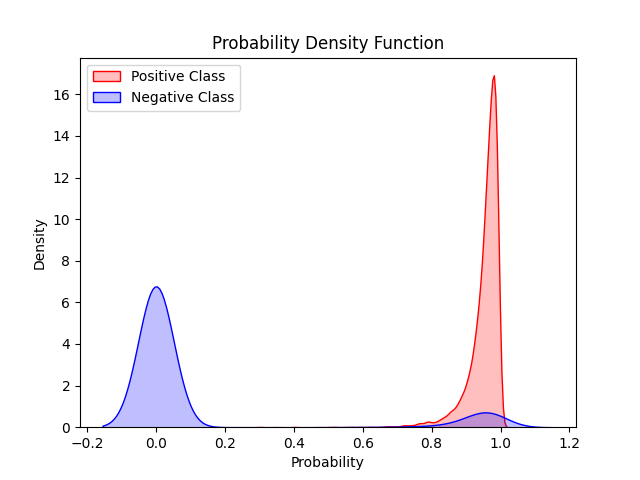 Probability Density Function
Positive Class
Negative Class
16
14
12
10
8
6
4
2
0
Density
−0.2 0.0 0.2 0.4 0.6 0.8 1.0 1.2
Probability